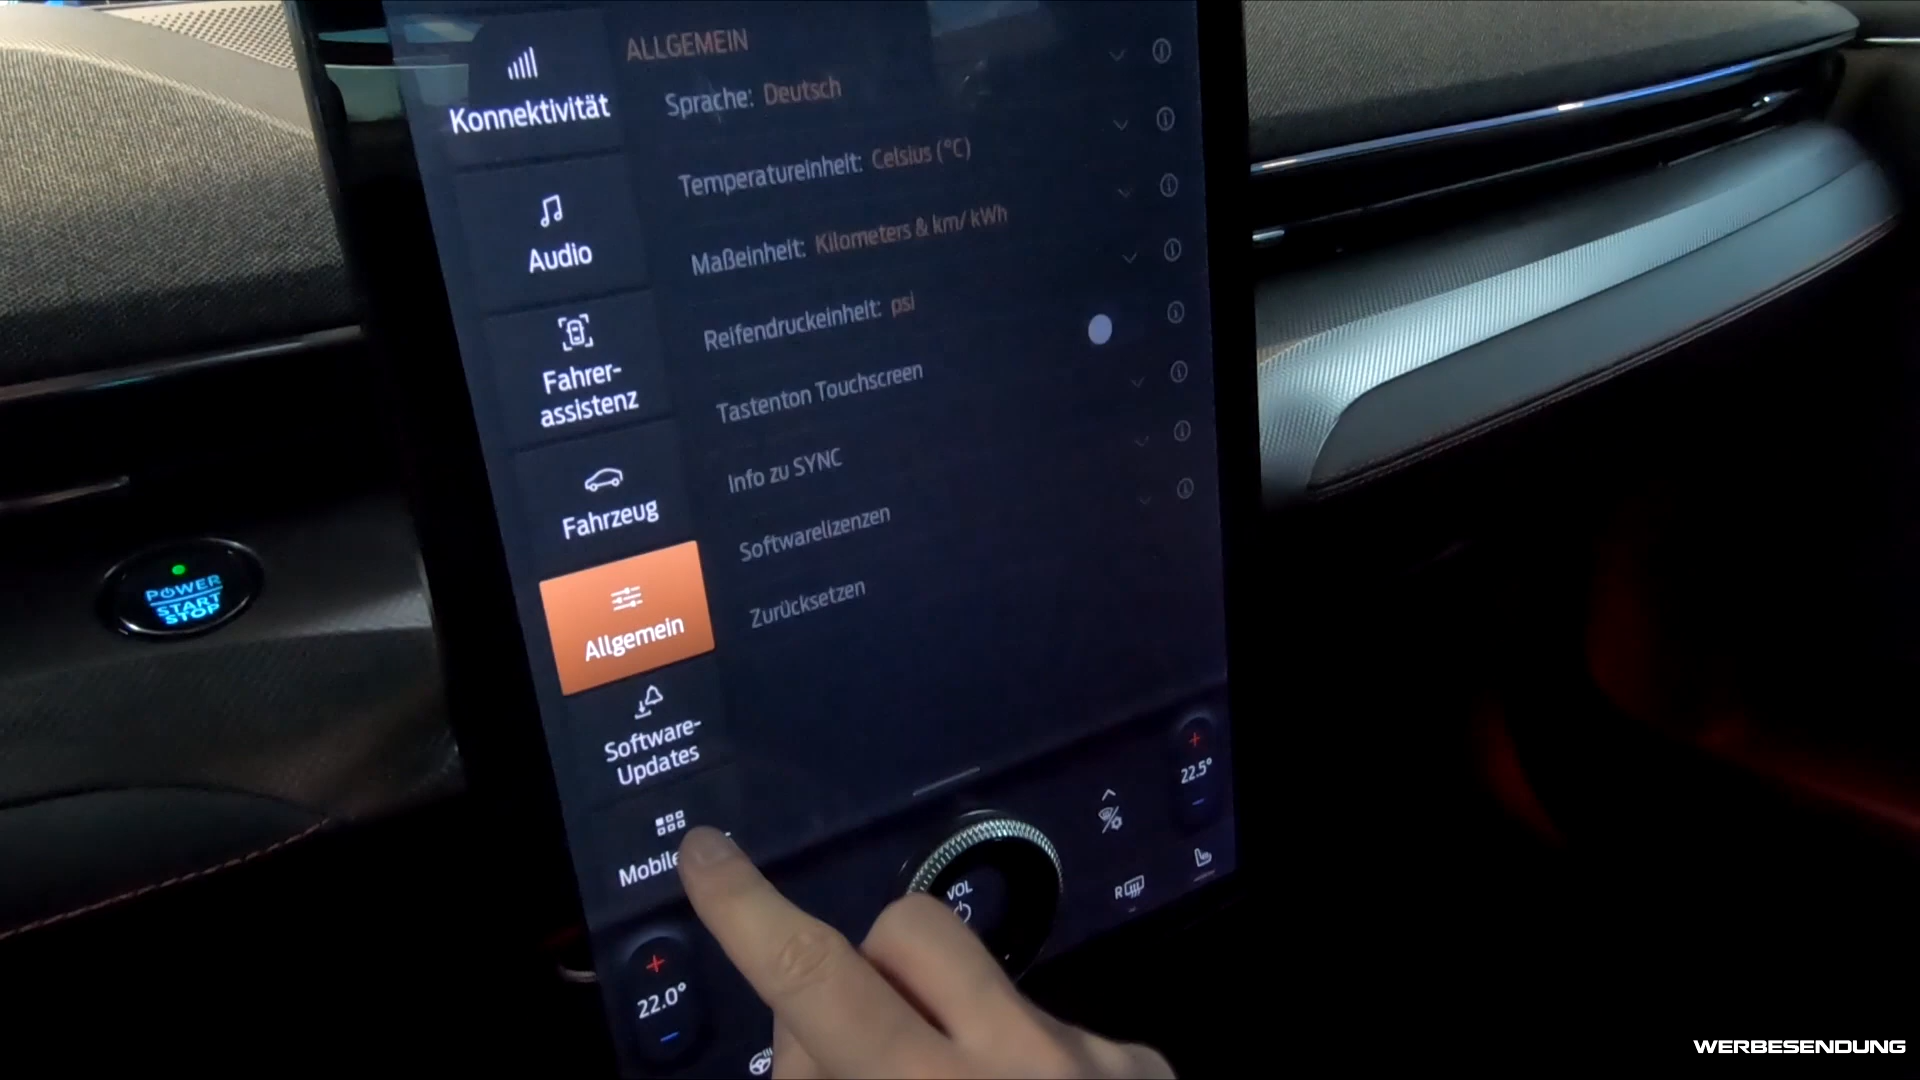 Konnektivität
Audio
Fahrer-
assistenz
Fahrzeug
Allgemein
Software-
Updates
Mobile
ALLGEMEIN
Sprache: Deutsch
Temperatureinheit: Celsius (°C)
Maßeinheit: Kilometers & km/ kWh
Reifendruckeinheit: psi
Tastenton Touchscreen
Info zu SYNC
Softwarelizenzen
Zurücksetzen
POWER
START
STOP
+
22.5°
−
VOL
R
+
22.0°
−
WERBESENDUNG